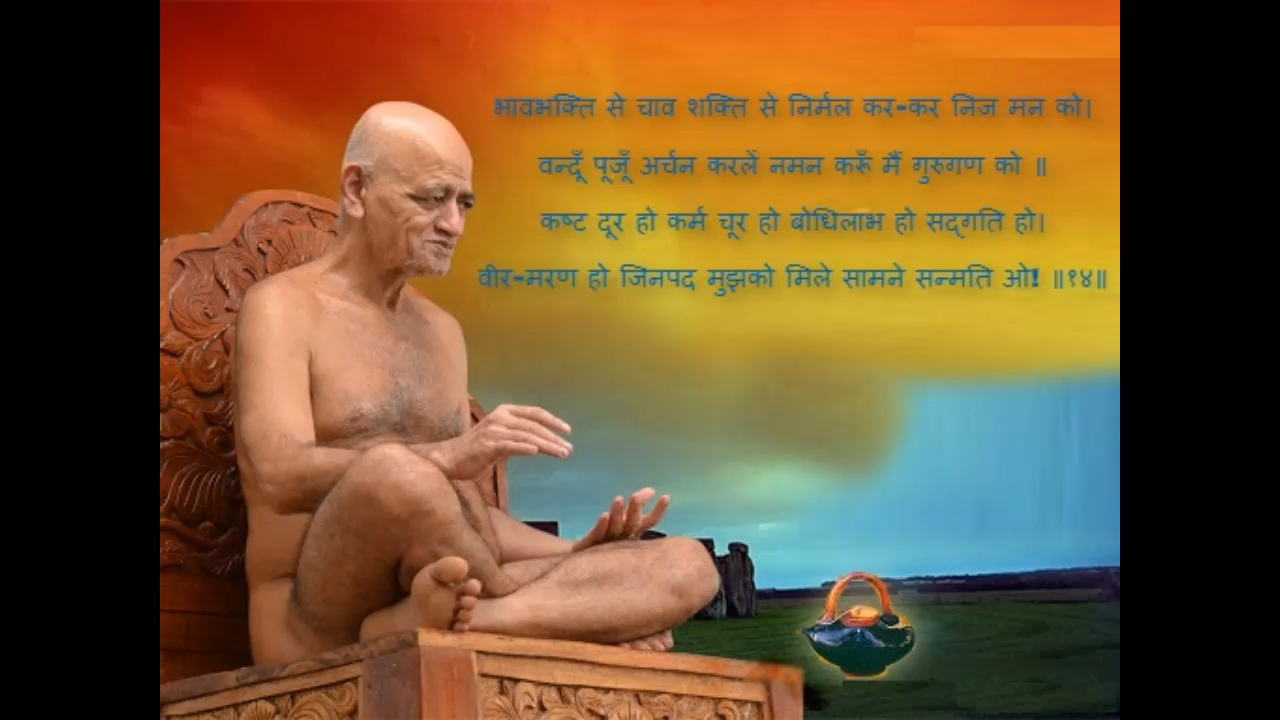 भावभक्ति से चाव शक्ति से निर्मल कर-कर निज मन को।
वन्दूँ पूजूँ अर्चन करलें नमन करूँ मैं गुरुगण को ॥
कष्ट दूर हो कर्म चूर हो बोधिलाभ हो सद्गति हो।
वीर-मरण हो जिनपद मुझको मिले सामने सन्मति ओ! ॥१४॥